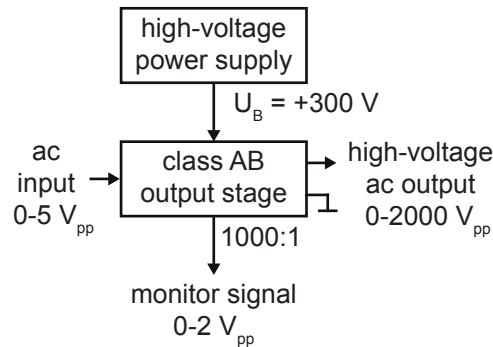 high-voltage
power supply
U_B = +300 V
ac
input
0-5 V_pp
class AB
output stage
high-voltage
ac output
0-2000 V_pp
1000:1
monitor signal
0-2 V_pp